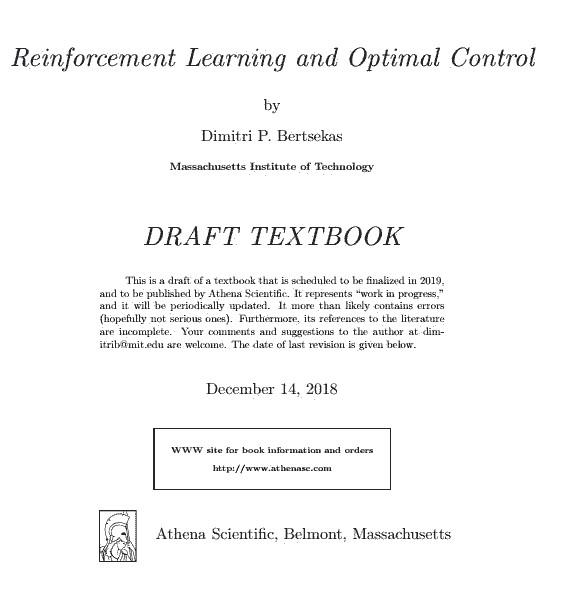 Reinforcement Learning and Optimal Control
by
Dimitri P. Bertsekas
Massachusetts Institute of Technology
DRAFT TEXTBOOK
This is a draft of a textbook that is scheduled to be finalized in 2019,
and to be published by Athena Scientific. It represents “work in progress,”
and it will be periodically updated. It more than likely contains errors
(hopefully not serious ones). Furthermore, its references to the literature
are incomplete. Your comments and suggestions to the author at dim-
itrib@mit.edu are welcome. The date of last revision is given below.
December 14, 2018
WWW site for book information and orders
http://www.athenasc.com
Athena Scientific, Belmont, Massachusetts